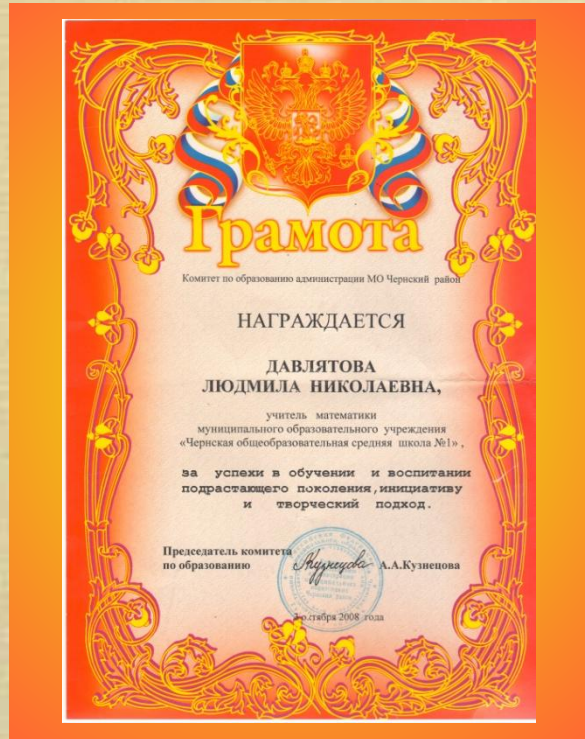 Грамота
Комитет по образованию администрации МО Чернский район
НАГРАЖДАЕТСЯ
ДАВЛЯТОВА
ЛЮДМИЛА НИКОЛАЕВНА,
учитель математики
муниципального образовательного учреждения
«Чернская общеобразовательная средняя школа №1» ,
за успехи в обучении и воспитании
подрастающего поколения,инициативу
и творческий подход.
Председатель комитета
по образованию А.А.Кузнецова
октября 2008 года